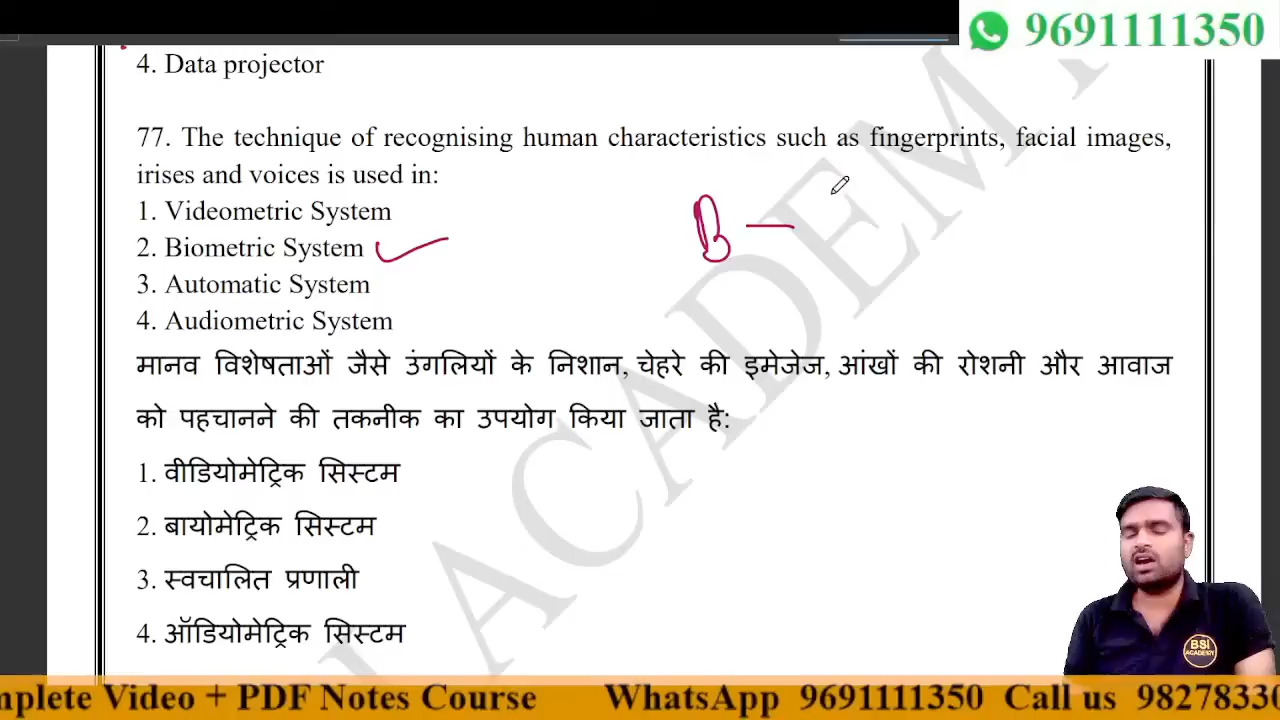 9691111350
4. Data projector
77. The technique of recognising human characteristics such as fingerprints, facial images,
irises and voices is used in:
1. Videometric System
2. Biometric System
3. Automatic System
4. Audiometric System
B —
मानव विशेषताओं जैसे उंगलियों के निशान, चेहरे की इमेजेज, आंखों की रोशनी और आवाज
को पहचानने की तकनीक का उपयोग किया जाता है:
1. वीडियोमेट्रिक सिस्टम
2. बायोमेट्रिक सिस्टम
3. स्वचालित प्रणाली
4. ऑडियोमेट्रिक सिस्टम
ACADEM
BSI
ACADEMY
mplete Video + PDF Notes Course WhatsApp 9691111350 Call us 9827833